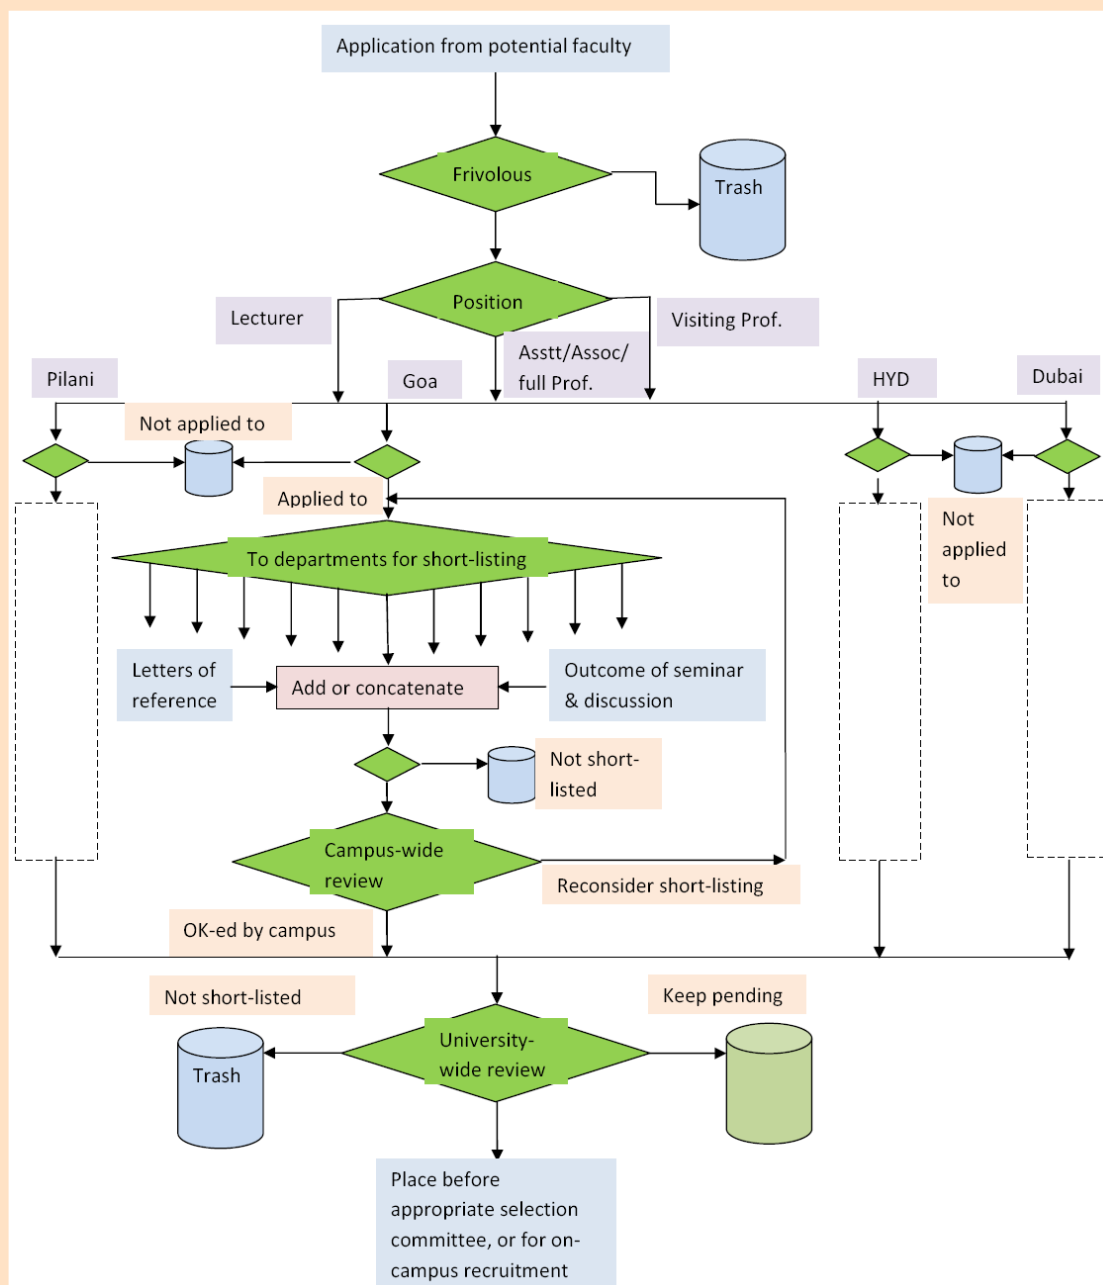 Application from potential faculty
Frivolous
Trash
Position
Lecturer
Visiting Prof.
Asstt/Assoc/
full Prof.
Pilani
Goa
HYD
Dubai
Not applied to
Applied to
Not
applied
to
To departments for short-listing
Letters of
reference
Add or concatenate
Outcome of seminar
& discussion
Not short-
listed
Campus-wide
review
Reconsider short-listing
OK-ed by campus
Not short-listed
Keep pending
University-
wide review
Trash
Place before
appropriate selection
committee, or for on-
campus recruitment